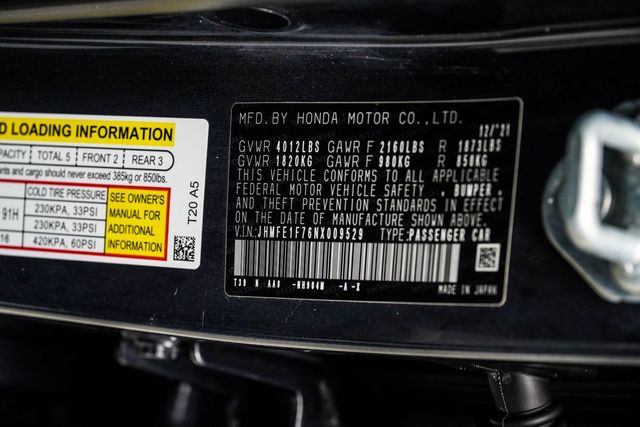 D LOADING INFORMATION
PACITY TOTAL 5 FRONT 2 REAR 3
nts and cargo should never exceed 385kg or 850lbs.
COLD TIRE PRESSURE
91H 230KPA, 33PSI
230KPA, 33PSI
16 420KPA, 60PSI
SEE OWNER'S
MANUAL FOR
ADDITIONAL
INFORMATION
T20 A5
MFD. BY HONDA MOTOR CO., LTD.
12/'21
GVWR 4012LBS GAWR F 2160LBS R 1873LBS
GVWR 1820KG GAWR F 980KG R 850KG
THIS VEHICLE CONFORMS TO ALL APPLICABLE
FEDERAL MOTOR VEHICLE SAFETY , BUMPER ,
AND THEFT PREVENTION STANDARDS IN EFFECT
ON THE DATE OF MANUFACTURE SHOWN ABOVE.
V.I.N: JHMFE1F76NX009529 TYPE: PASSENGER CAR
T39 N AA0 -NH904M -A-X
MADE IN JAPAN